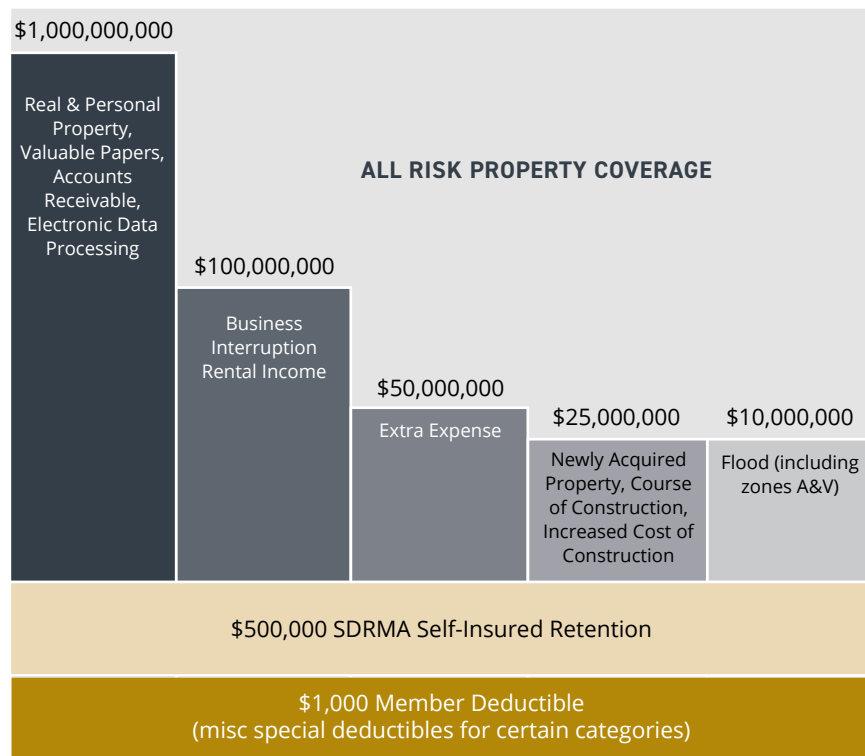 $1,000,000,000
Real & Personal
Property,
Valuable Papers,
Accounts
Receivable,
Electronic Data
Processing
ALL RISK PROPERTY COVERAGE
$100,000,000
Business
Interruption
Rental Income
$50,000,000
Extra Expense
$25,000,000
Newly Acquired
Property, Course
of Construction,
Increased Cost of
Construction
$10,000,000
Flood (including
zones A&V)
$500,000 SDRMA Self-Insured Retention
$1,000 Member Deductible
(misc special deductibles for certain categories)